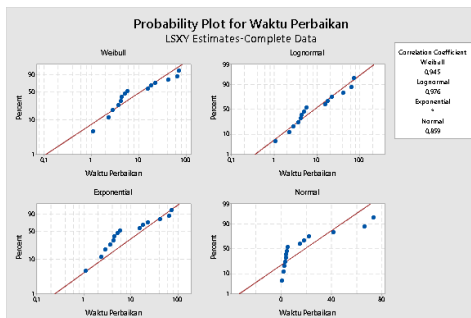 Probability Plot for Waktu Perbaikan
LSXY Estimates-Complete Data
Weibull
Lognormal
Percent
90
50
10
1
0,1
1
10
100
Waktu Perbaikan
Percent
99
90
50
10
1
0,1
1
10
100
Waktu Perbaikan
Correlation Coefficient
Weibull
0,945
Lognormal
0,976
Exponential
*
Normal
0,859
Exponential
Normal
Percent
90
50
10
1
0,1
1
10
100
Waktu Perbaikan
Percent
99
90
50
10
1
0
40
80
Waktu Perbaikan